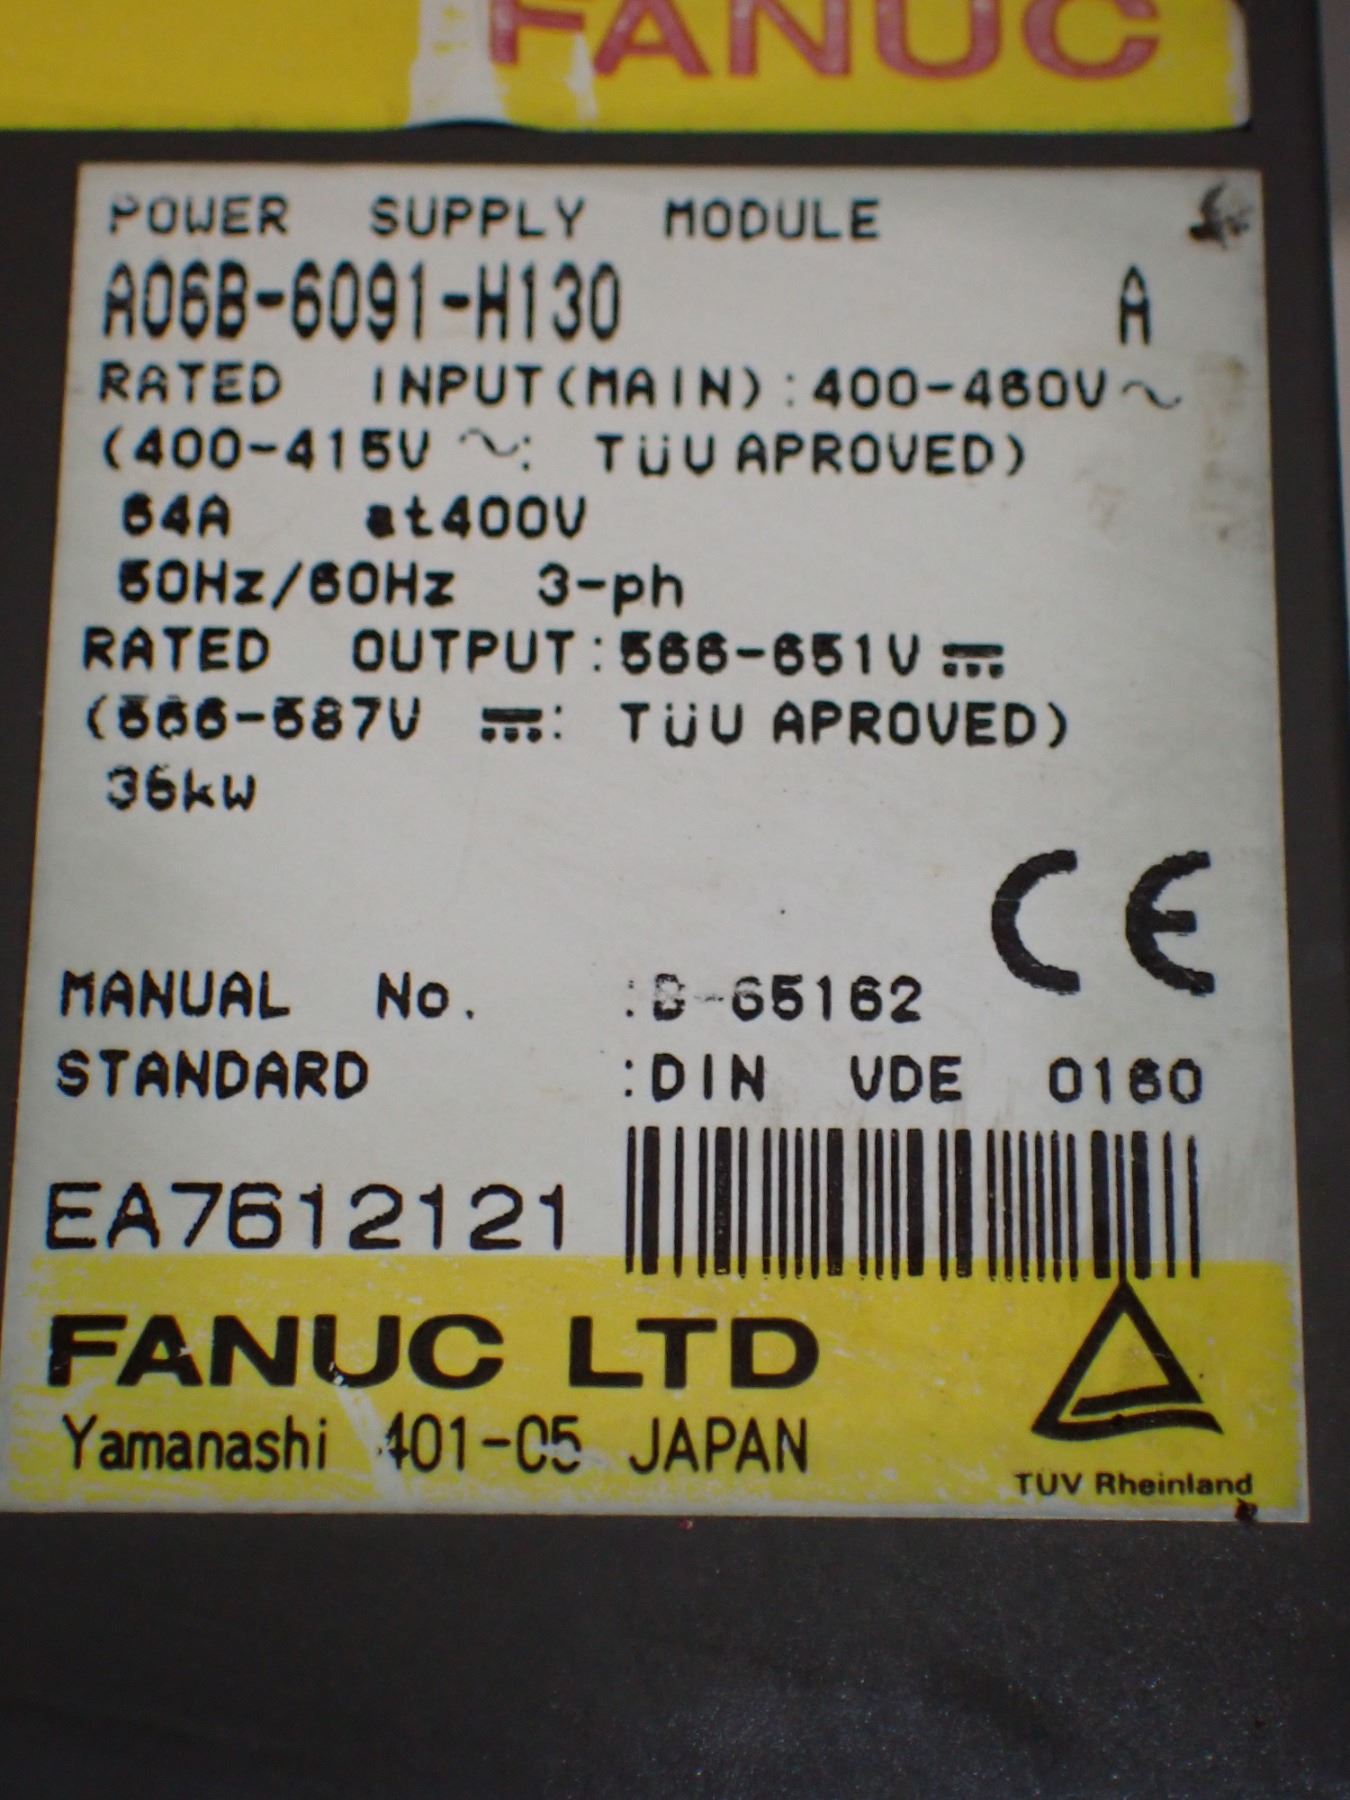 FANUC
POWER SUPPLY MODULE
A06B-6091-H130 A
RATED INPUT(MAIN):400-460V~
(400-415V ~: TÜV APROVED)
64A at400V
50Hz/60Hz 3-ph
RATED OUTPUT:566-651V⎓
(566-587V ⎓: TÜV APROVED)
36kW
CE
MANUAL No. :B-65162
STANDARD :DIN VDE 0160
EA7612121
FANUC LTD
Yamanashi 401-05 JAPAN
TÜV Rheinland